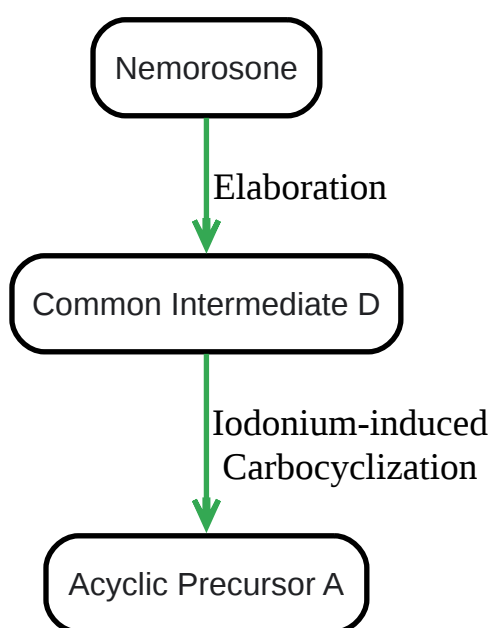 Nemorosone
Elaboration
Common Intermediate D
Iodonium-induced
Carbocyclization
Acyclic Precursor A